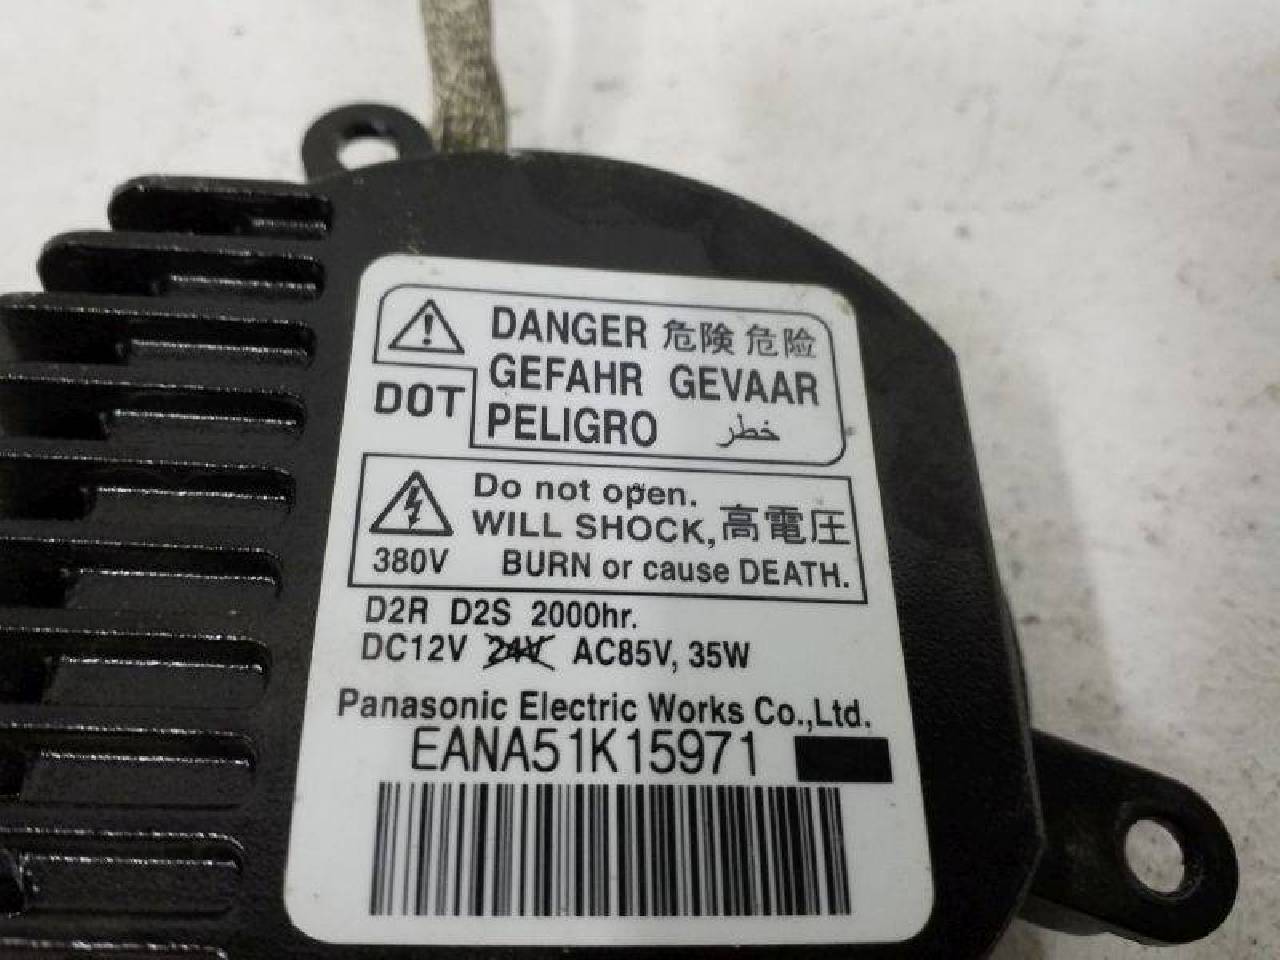 DANGER 危険 危险
GEFAHR GEVAAR
DOT
PELIGRO خطر
Do not open.
WILL SHOCK, 高電圧
380V BURN or cause DEATH.
D2R D2S 2000hr.
DC12V 24V AC85V, 35W
Panasonic Electric Works Co.,Ltd.
EANA51K15971